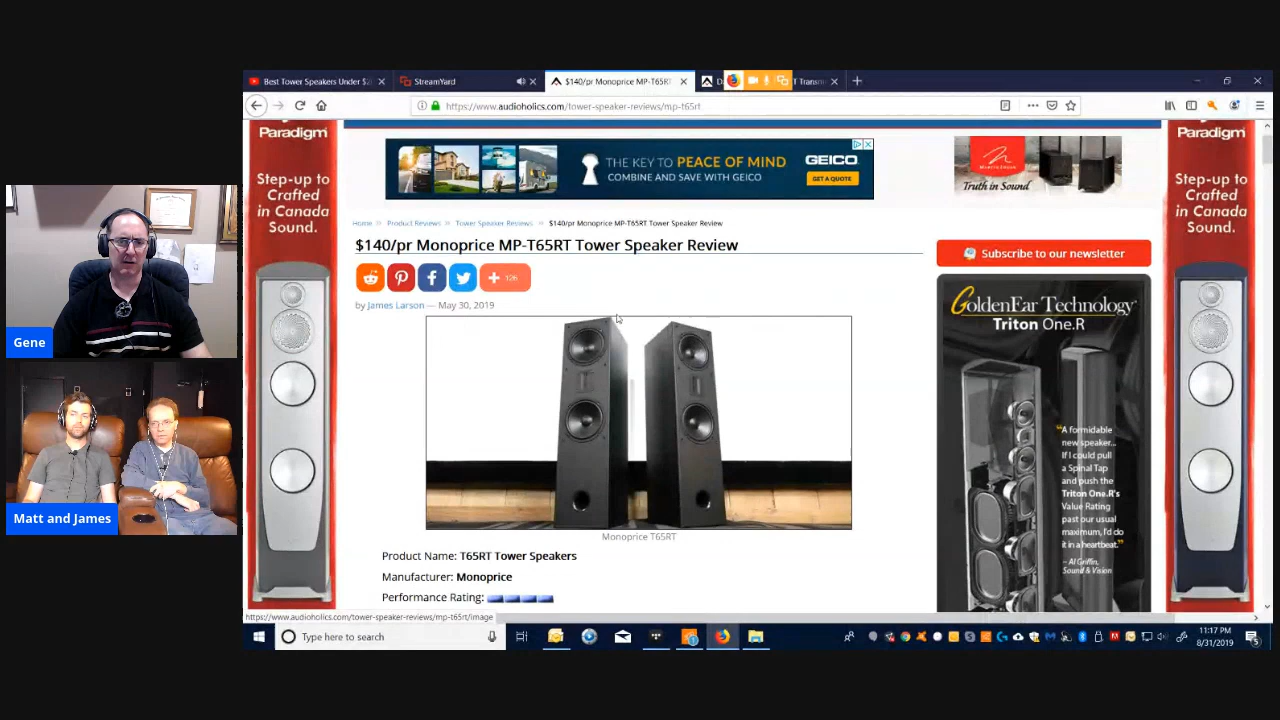 Best Tower Speakers Under $2
StreamYard
$140/pr Monoprice MP-T65RT
T Transm
https://www.audioholics.com/tower-speaker-reviews/mp-t65rt
Paradigm
Step-up to
Crafted
in Canada
Sound.
THE KEY TO PEACE OF MIND
COMBINE AND SAVE WITH GEICO
GEICO
GET A QUOTE
Truth in Sound
Paradigm
Step-up to
Crafted
in Canada
Sound.
Home » Product Reviews » Tower Speaker Reviews » $140/pr Monoprice MP-T65RT Tower Speaker Review
$140/pr Monoprice MP-T65RT Tower Speaker Review
126
by James Larson — May 30, 2019
Monoprice T65RT
Product Name: T65RT Tower Speakers
Manufacturer: Monoprice
Performance Rating:
Subscribe to our newsletter
GoldenEar Technology
Triton One.R
"A formidable
new speaker...
If I could pull
a Spinal Tap
and push the
Triton One.R's
Value Rating
past our usual
maximum, I'd do
it in a heartbeat."
– Al Griffin,
Sound & Vision
Gene
Matt and James
https://www.audioholics.com/tower-speaker-reviews/mp-t65rt/image
Type here to search
11:17 PM
8/31/2019